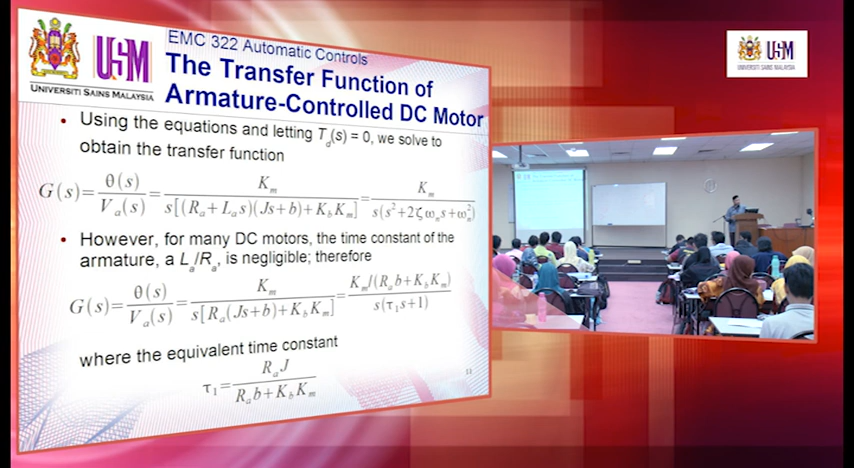 USM
UNIVERSITI SAINS MALAYSIA
EMC 322 Automatic Controls
The Transfer Function of
Armature-Controlled DC Motor
• Using the equations and letting T_d(s) = 0, we solve to
obtain the transfer function
G(s)=θ(s)/V_a(s)=K_m/s[(R_a+L_a s)(Js+b)+K_b K_m]=K_m/s(s²+2ζω_n s+ω_n²)
• However, for many DC motors, the time constant of the
armature, a L_a/R_a, is negligible; therefore
G(s)=θ(s)/V_a(s)=K_m/s[R_a(Js+b)+K_b K_m]=K_m/(R_a b+K_b K_m)/s(τ₁s+1)
where the equivalent time constant
τ₁=R_a J/R_a b+K_b K_m
11
USM
UNIVERSITI SAINS MALAYSIA